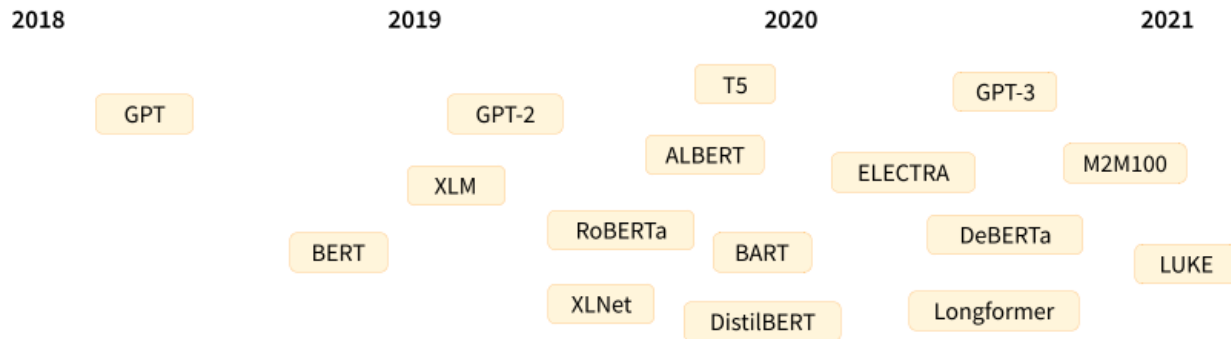 2018 2019 2020 2021
T5
GPT-3
GPT
GPT-2
ALBERT
M2M100
ELECTRA
XLM
RoBERTa
DeBERTa
BERT
BART
LUKE
XLNet
Longformer
DistilBERT